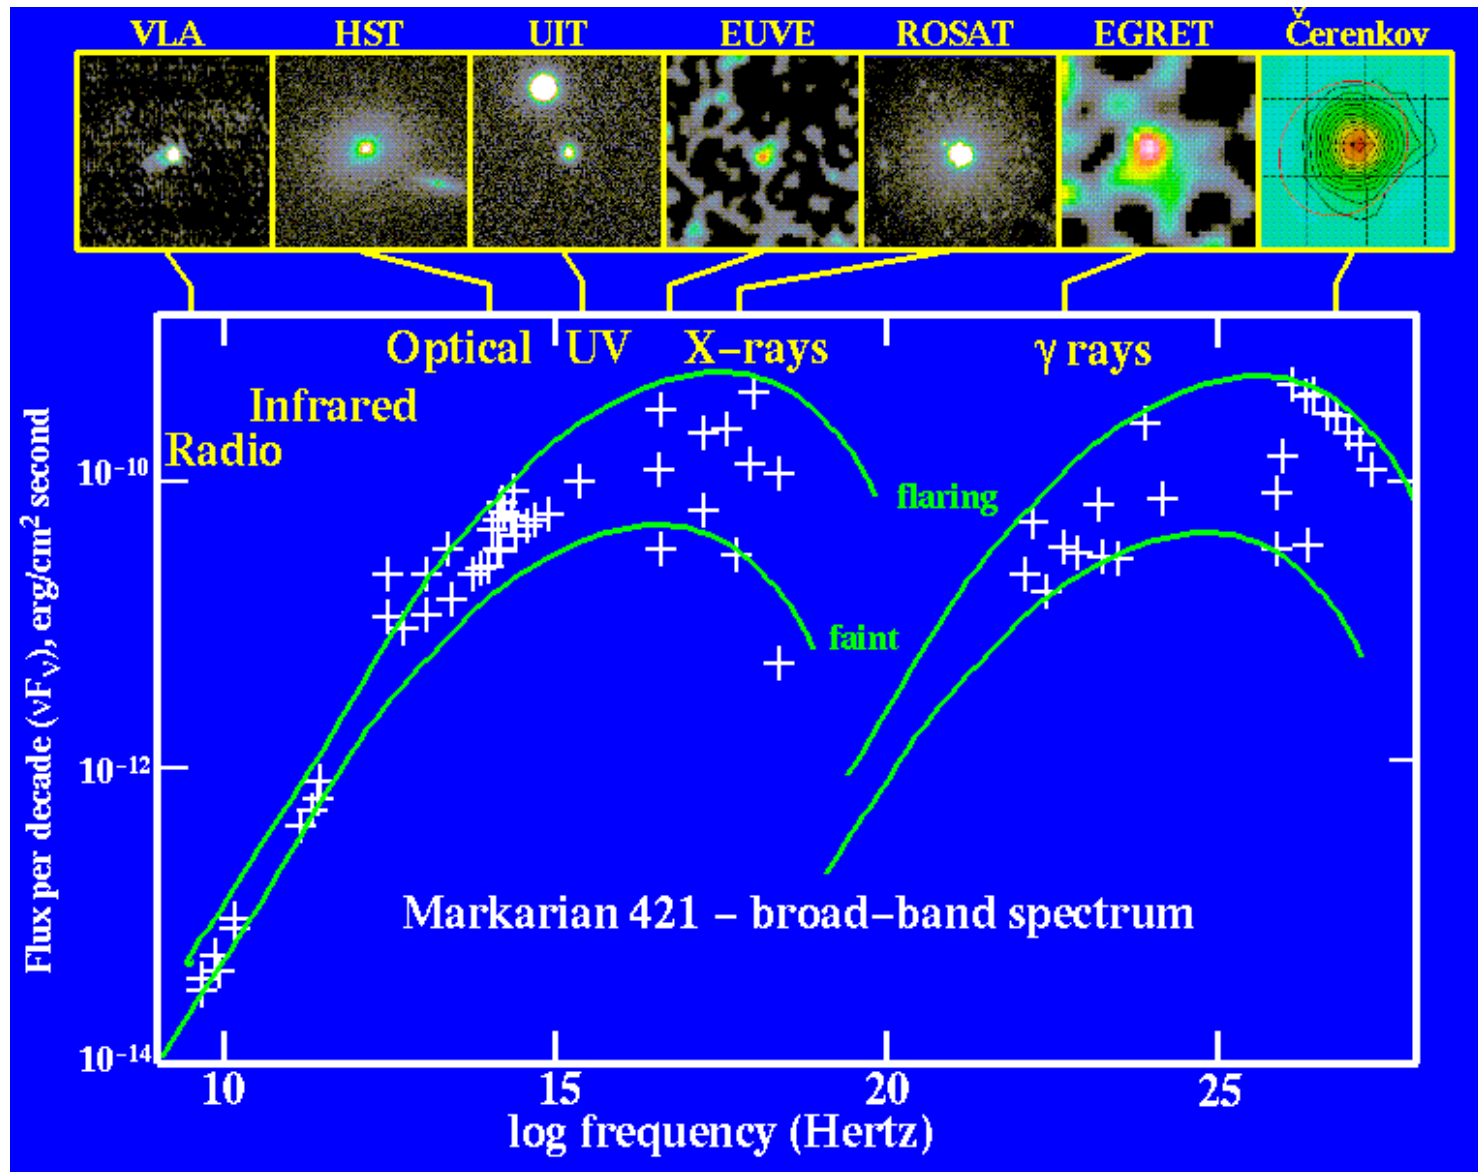 VLA HST UIT EUVE ROSAT EGRET Čerenkov
Optical UV X−rays γ rays
Infrared
Radio
10⁻¹⁰
flaring
faint
10⁻¹²
Markarian 421 − broad−band spectrum
10⁻¹⁴
10 15 20 25
log frequency (Hertz)
Flux per decade (νFᵥ), erg/cm² second